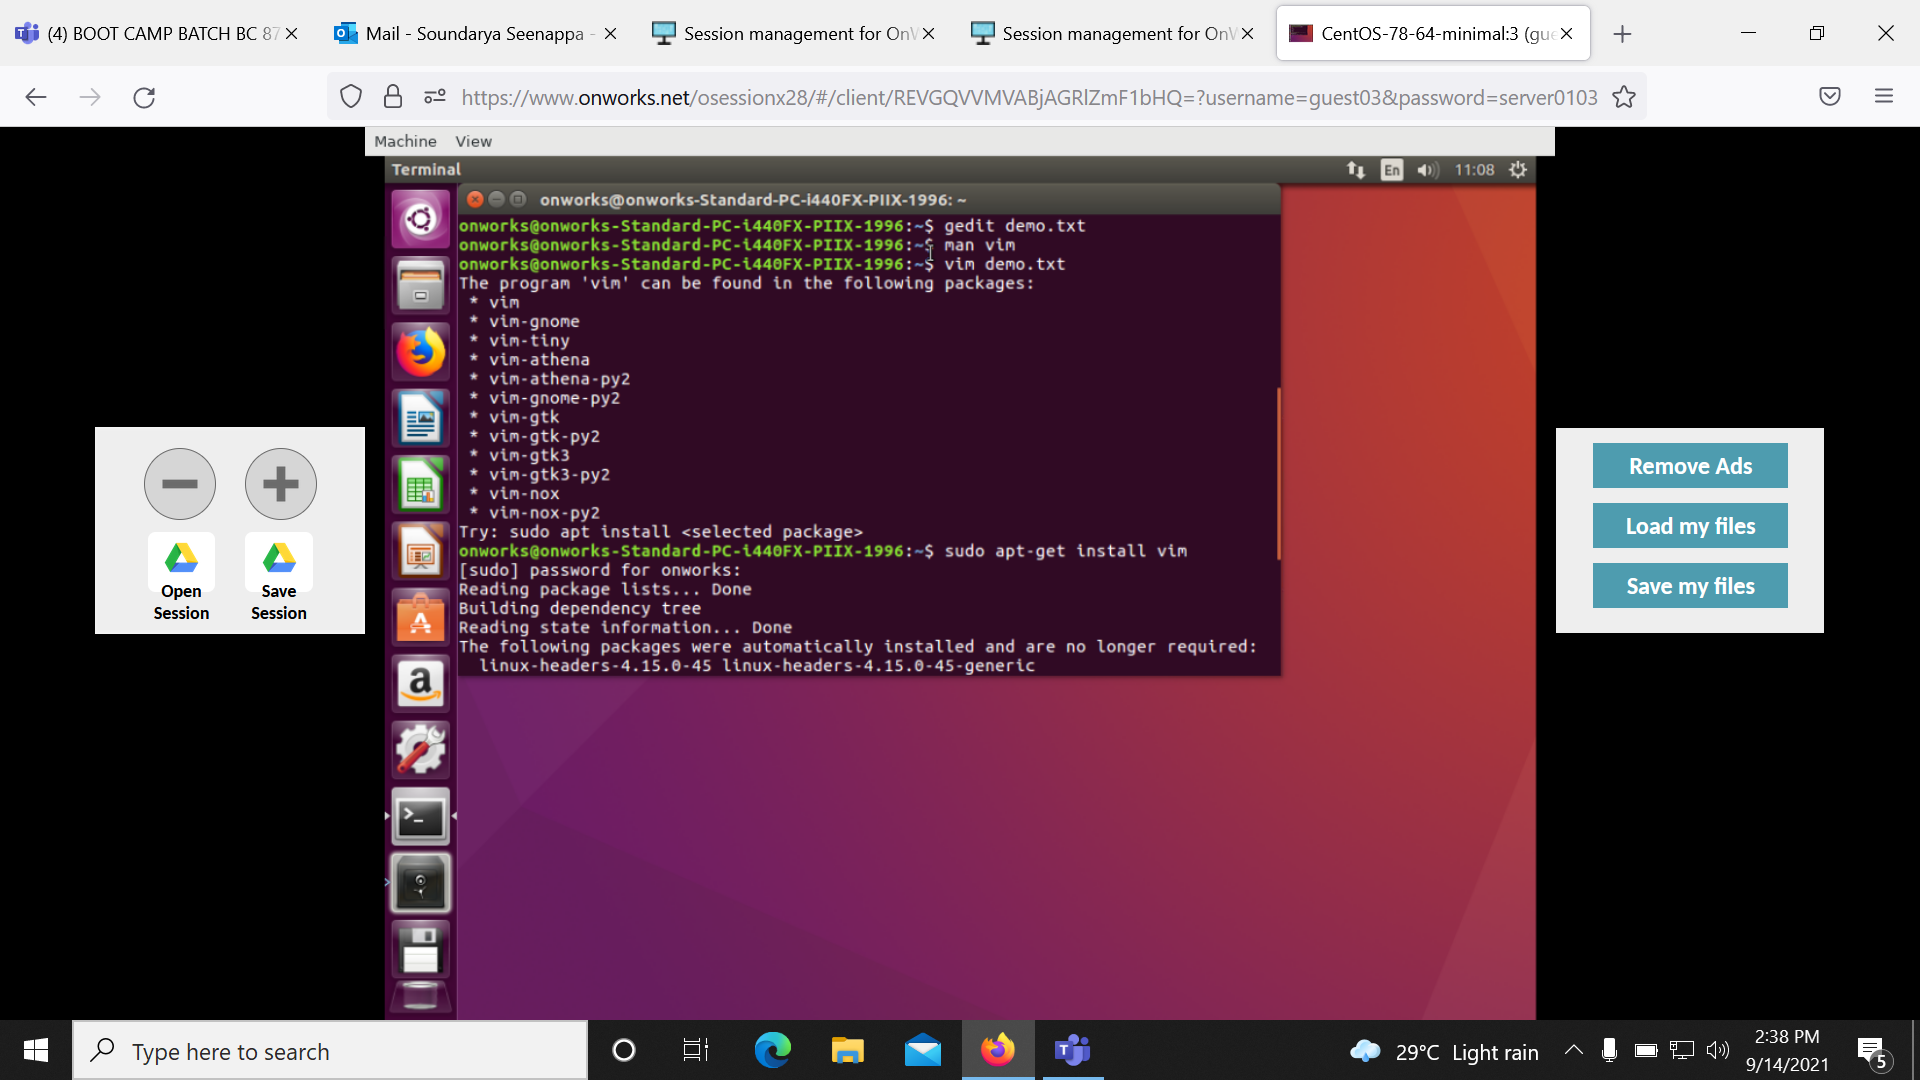 (4) BOOT CAMP BATCH BC 87
Mail - Soundarya Seenappa -
Session management for OnW
Session management for OnW
CentOS-78-64-minimal:3 (gue
https://www.onworks.net/osessionx28/#/client/REVGQVVMVABjAGRlZmF1bHQ=?username=guest03&password=server0103
Machine View
Terminal
En
11:08
onworks@onworks-Standard-PC-i440FX-PIIX-1996: ~
onworks@onworks-Standard-PC-i440FX-PIIX-1996:~$ gedit demo.txt
onworks@onworks-Standard-PC-i440FX-PIIX-1996:~$ man vim
onworks@onworks-Standard-PC-i440FX-PIIX-1996:~$ vim demo.txt
The program 'vim' can be found in the following packages:
* vim
* vim-gnome
* vim-tiny
* vim-athena
* vim-athena-py2
* vim-gnome-py2
* vim-gtk
* vim-gtk-py2
* vim-gtk3
* vim-gtk3-py2
* vim-nox
* vim-nox-py2
Try: sudo apt install <selected package>
onworks@onworks-Standard-PC-i440FX-PIIX-1996:~$ sudo apt-get install vim
[sudo] password for onworks:
Reading package lists... Done
Building dependency tree
Reading state information... Done
The following packages were automatically installed and are no longer required:
linux-headers-4.15.0-45 linux-headers-4.15.0-45-generic
Open Session
Save Session
Remove Ads
Load my files
Save my files
Type here to search
29°C Light rain
2:38 PM
9/14/2021
5